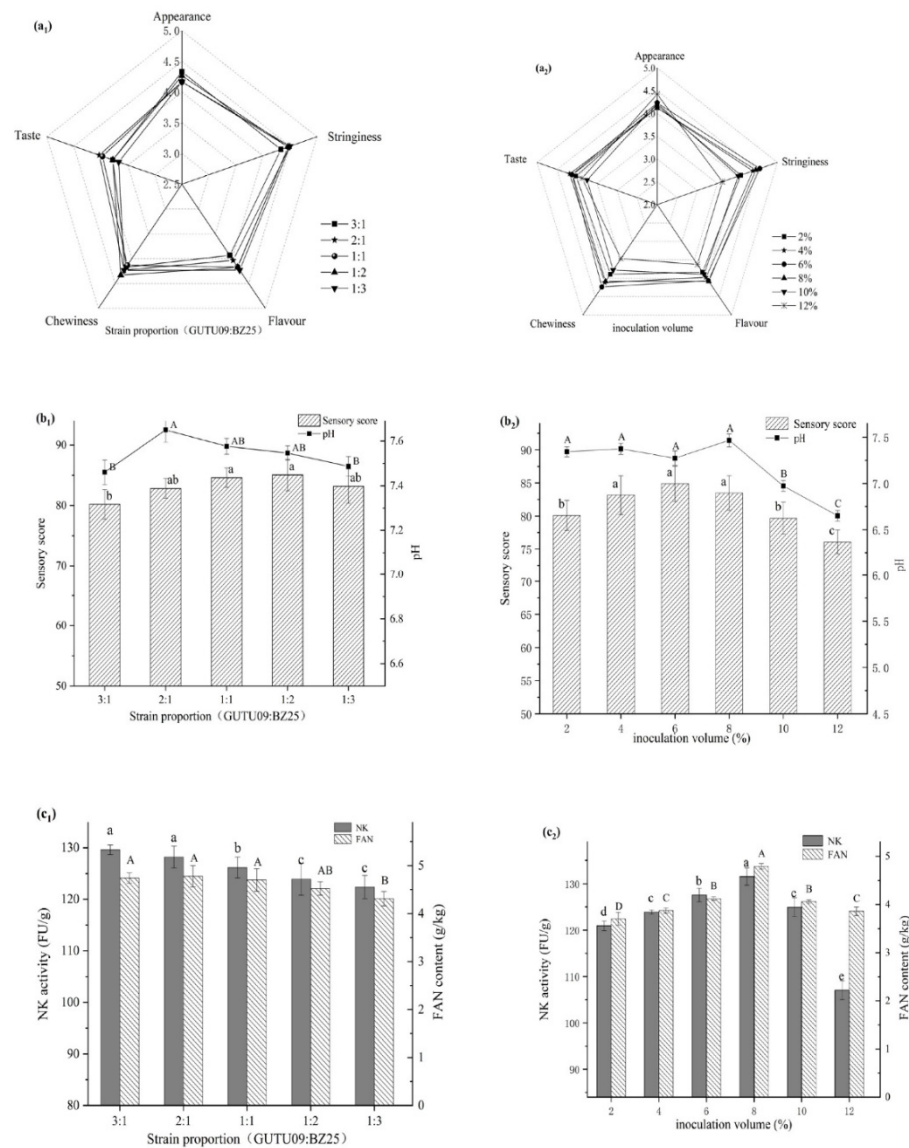 (a1)
Appearance
5.0
4.5
4.0
3.5
3.0
2.5
Taste
Stringiness
Chewiness
Flavour
Strain proportion（GUTU09:BZ25）
3:1
2:1
1:1
1:2
1:3
(a2)
Appearance
5.0
4.5
4.0
3.5
3.0
2.5
2.0
Taste
Stringiness
Chewiness
Flavour
inoculation volume
2%
4%
6%
8%
10%
12%
(b1)
Sensory score
pH
90
85
80
75
70
65
60
55
50
Sensory score
B A AB AB B
b ab a a ab
7.6
7.4
7.2
7.0
6.8
6.6
pH
3:1 2:1 1:1 1:2 1:3
Strain proportion（GUTU09:BZ25）
(b2)
Sensory score
pH
90
85
80
75
70
65
60
55
50
Sensory score
A A A A B C
b a a a b c
7.5
7.0
6.5
6.0
5.5
5.0
4.5
pH
2 4 6 8 10 12
inoculation volume (%)
(c1)
NK
FAN
130
120
110
100
90
80
NK activity (FU/g)
a A a A b A c AB c B
5
4
3
2
1
0
FAN content (g/kg)
3:1 2:1 1:1 1:2 1:3
Strain proportion（GUTU09:BZ25）
(c2)
NK
FAN
130
120
110
100
90
NK activity (FU/g)
d D c C b B a A c B e C
5
4
3
2
1
0
FAN content (g/kg)
2 4 6 8 10 12
inoculation volume (%)